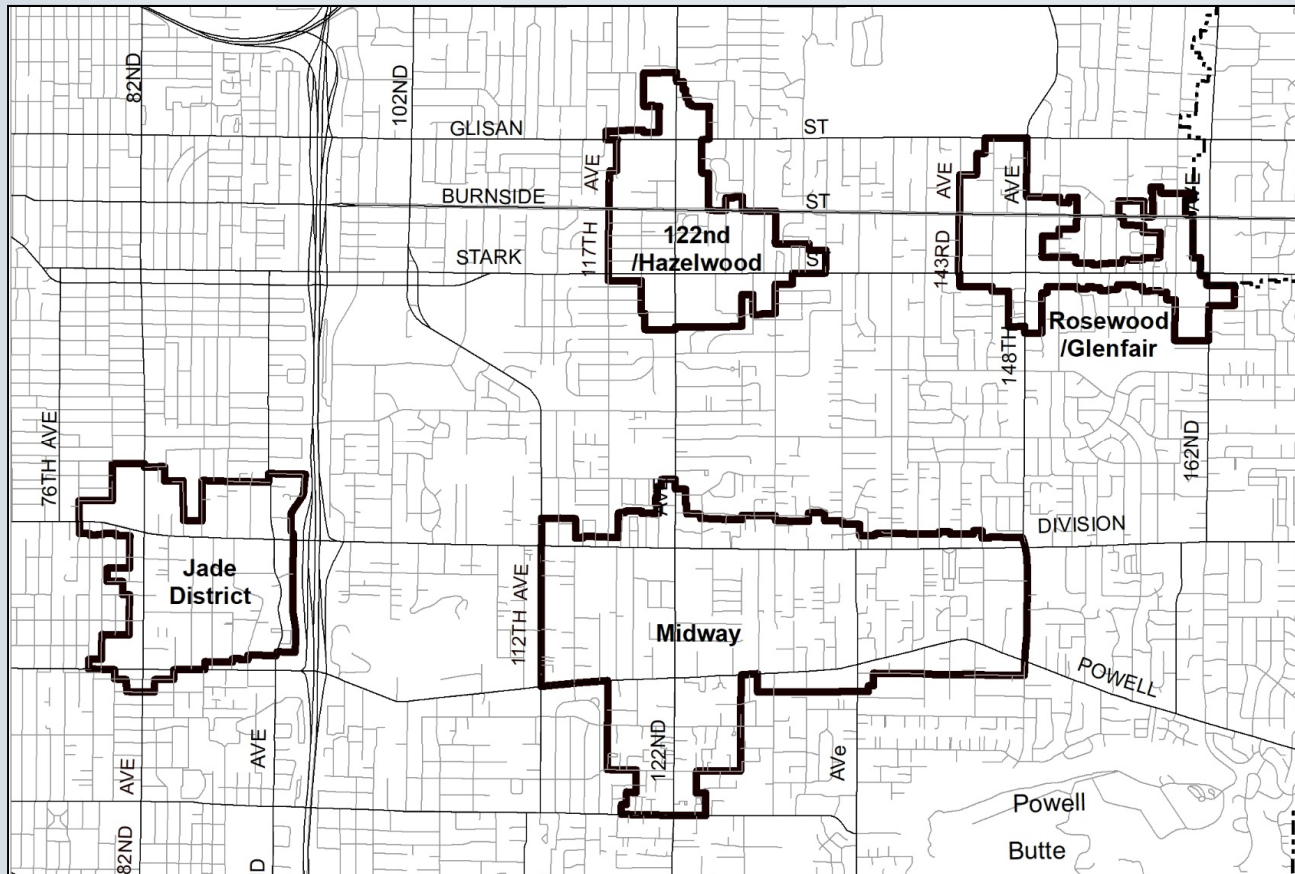 82ND
102ND
GLISAN
ST
AVE
AVE
AVE
AVE
BURNSIDE
ST
117TH
122nd
/Hazelwood
143RD
STARK
S
Rosewood
/Glenfair
148TH
76TH AVE
162ND
AVE
DIVISION
Jade
District
112TH AVE
Midway
POWELL
122ND
AVE
AVE
AVe
Powell
Butte
82ND
D